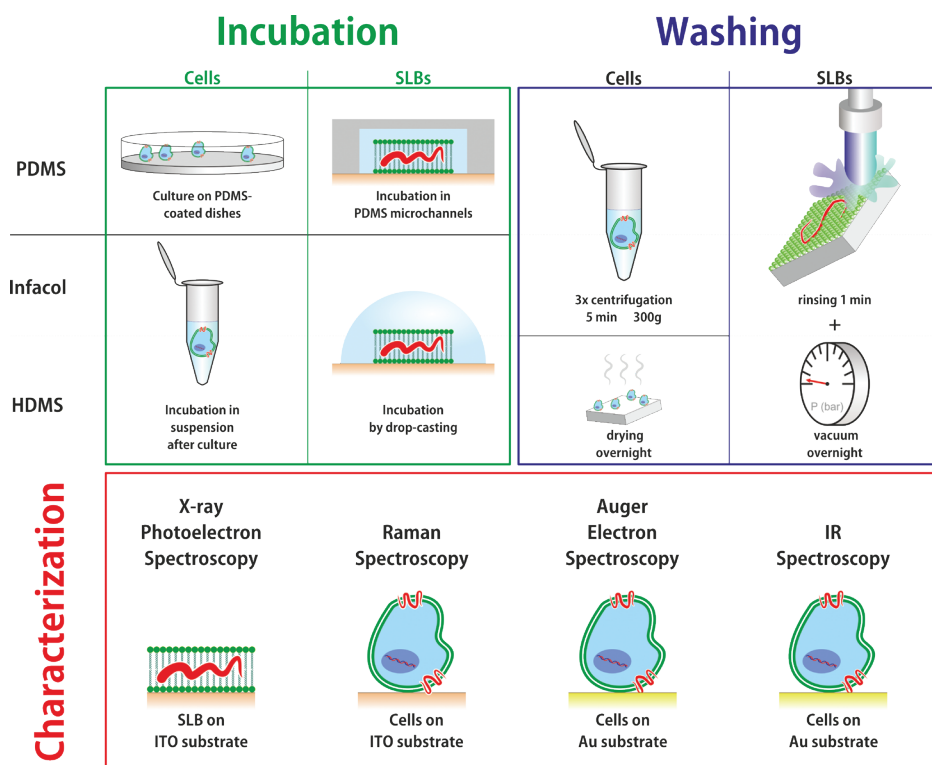 Incubation
Washing
Cells
SLBs
Cells
SLBs
PDMS
Culture on PDMS-
coated dishes
Incubation in
PDMS microchannels
Infacol
HDMS
Incubation in
suspension
after culture
Incubation
by drop-casting
3x centrifugation
5 min 300g
drying
overnight
rinsing 1 min
+
P (bar)
vacuum
overnight
Characterization
X-ray
Photoelectron
Spectroscopy
SLB on
ITO substrate
Raman
Spectroscopy
Cells on
ITO substrate
Auger
Electron
Spectroscopy
Cells on
Au substrate
IR
Spectroscopy
Cells on
Au substrate